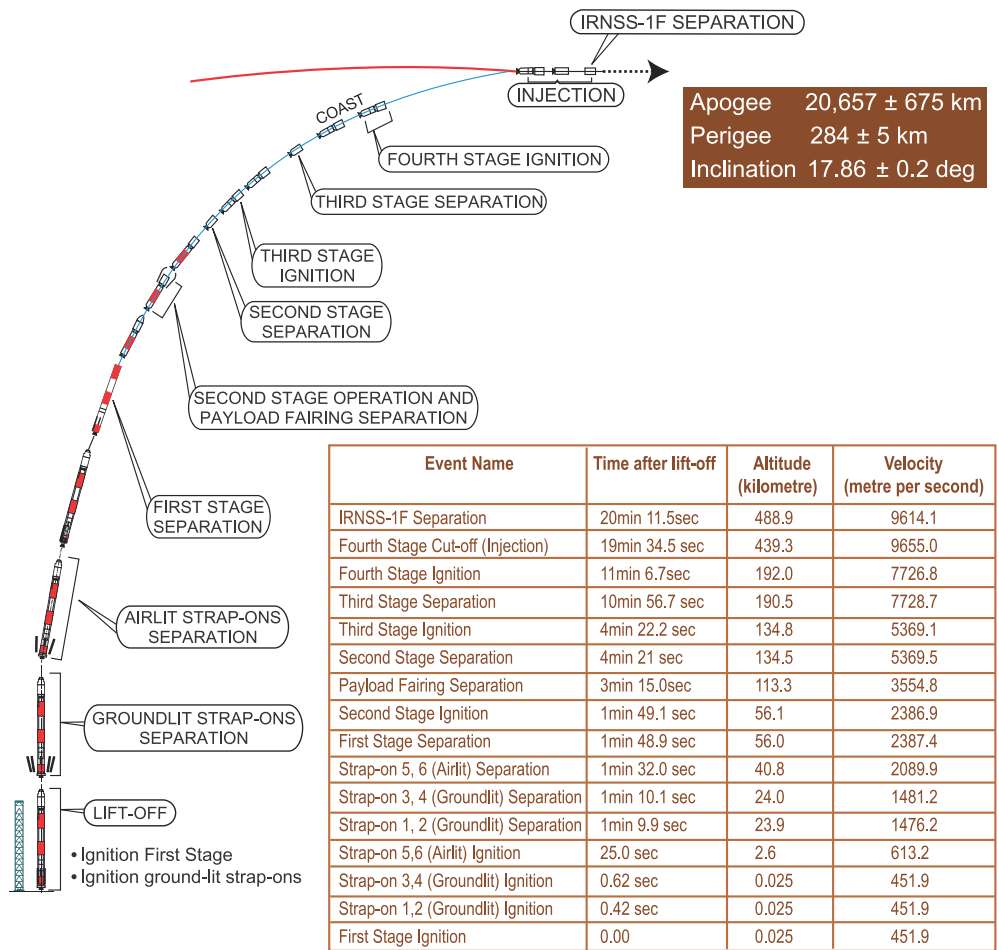 IRNSS-1F SEPARATION
INJECTION
COAST
FOURTH STAGE IGNITION
THIRD STAGE SEPARATION
THIRD STAGE
IGNITION
SECOND STAGE
SEPARATION
SECOND STAGE OPERATION AND
PAYLOAD FAIRING SEPARATION
FIRST STAGE
SEPARATION
AIRLIT STRAP-ONS
SEPARATION
GROUNDLIT STRAP-ONS
SEPARATION
LIFT-OFF
• Ignition First Stage
• Ignition ground-lit strap-ons
Apogee 20,657 ± 675 km
Perigee 284 ± 5 km
Inclination 17.86 ± 0.2 deg
Event Name Time after lift-off Altitude (kilometre) Velocity (metre per second)
IRNSS-1F Separation 20min 11.5sec 488.9 9614.1
Fourth Stage Cut-off (Injection) 19min 34.5 sec 439.3 9655.0
Fourth Stage Ignition 11min 6.7sec 192.0 7726.8
Third Stage Separation 10min 56.7 sec 190.5 7728.7
Third Stage Ignition 4min 22.2 sec 134.8 5369.1
Second Stage Separation 4min 21 sec 134.5 5369.5
Payload Fairing Separation 3min 15.0sec 113.3 3554.8
Second Stage Ignition 1min 49.1 sec 56.1 2386.9
First Stage Separation 1min 48.9 sec 56.0 2387.4
Strap-on 5, 6 (Airlit) Separation 1min 32.0 sec 40.8 2089.9
Strap-on 3, 4 (Groundlit) Separation 1min 10.1 sec 24.0 1481.2
Strap-on 1, 2 (Groundlit) Separation 1min 9.9 sec 23.9 1476.2
Strap-on 5,6 (Airlit) Ignition 25.0 sec 2.6 613.2
Strap-on 3,4 (Groundlit) Ignition 0.62 sec 0.025 451.9
Strap-on 1,2 (Groundlit) Ignition 0.42 sec 0.025 451.9
First Stage Ignition 0.00 0.025 451.9